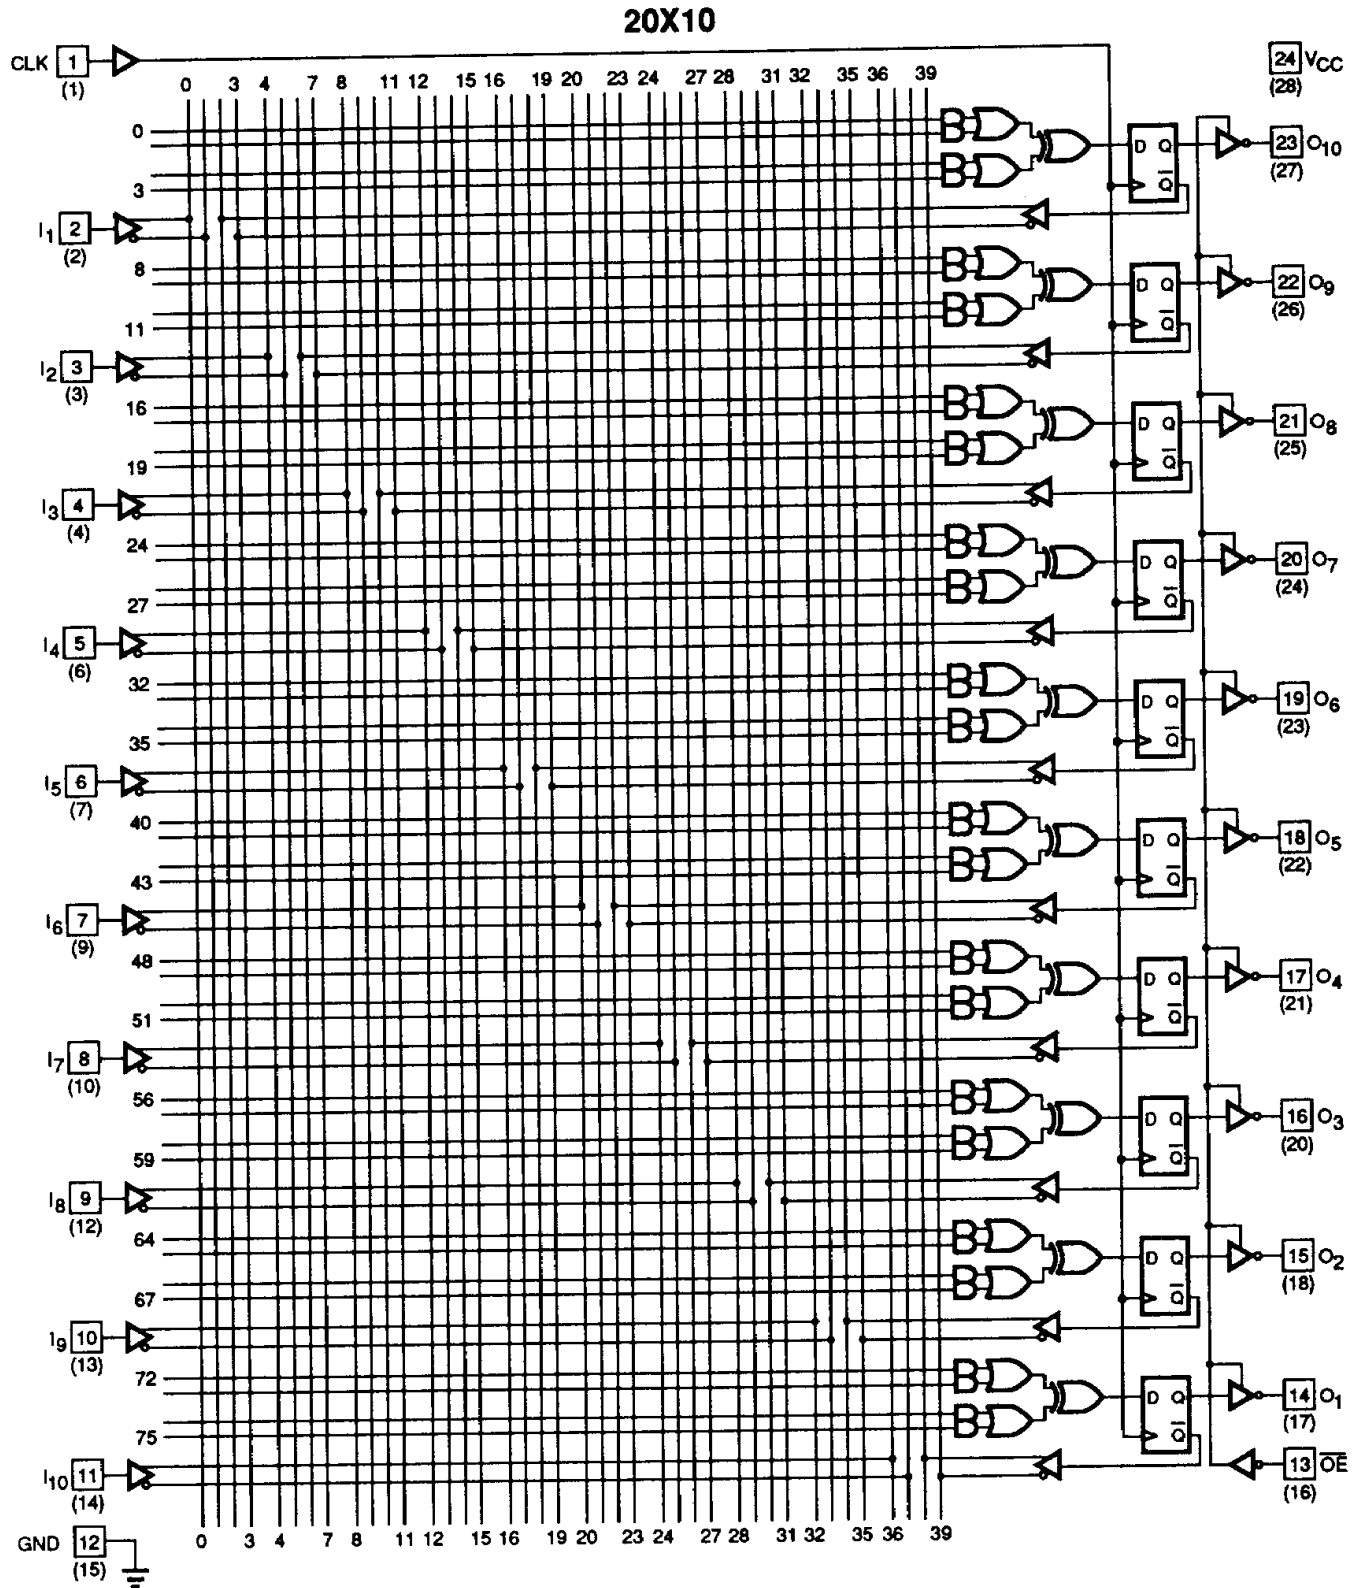 20X10
CLK 1 (1)
24 VCC (28)
0 3 4 7 8 11 12 15 16 19 20 23 24 27 28 31 32 35 36 39
0
D Q
23 O10 (27)
3
Q
I1 2 (2)
8
D Q
22 O9 (26)
11
Q
I2 3 (3)
16
D Q
21 O8 (25)
19
Q
I3 4 (4)
24
D Q
20 O7 (24)
27
Q
I4 5 (6)
32
D Q
19 O6 (23)
35
Q
I5 6 (7)
40
D Q
18 O5 (22)
43
Q
I6 7 (9)
48
D Q
17 O4 (21)
51
Q
I7 8 (10)
56
D Q
16 O3 (20)
59
Q
I8 9 (12)
64
D Q
15 O2 (18)
67
Q
I9 10 (13)
72
D Q
14 O1 (17)
75
Q
13 OE (16)
I10 11 (14)
0 3 4 7 8 11 12 15 16 19 20 23 24 27 28 31 32 35 36 39
GND 12 (15)